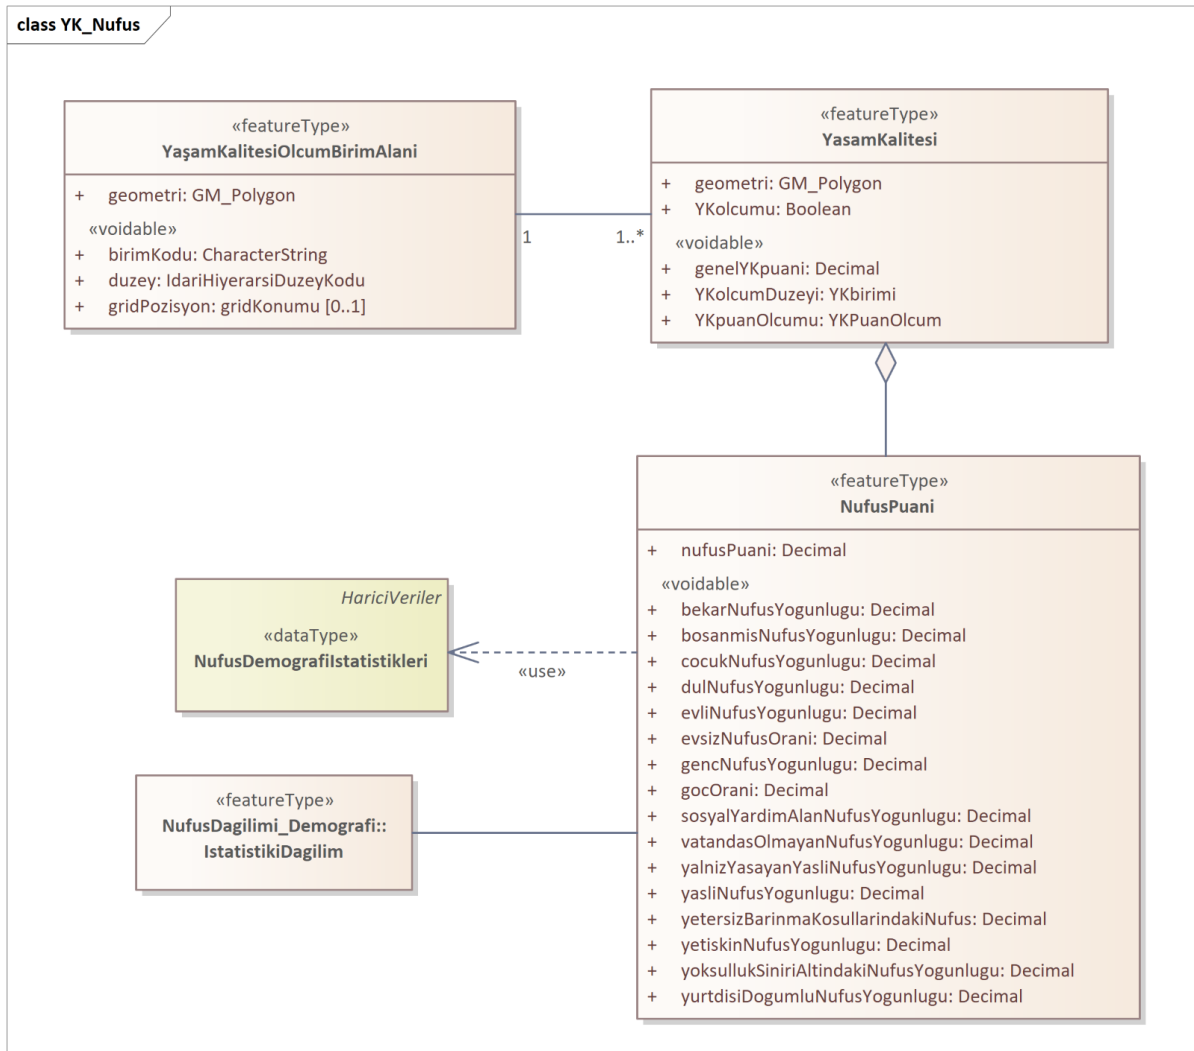 class YK_Nufus
«featureType»
YaşamKalitesiOlcumBirimAlani
+ geometri: GM_Polygon
«voidable»
+ birimKodu: CharacterString
+ duzey: IdariHiyerarsiDuzeyKodu
+ gridPozisyon: gridKonumu [0..1]
1
1..*
«featureType»
YasamKalitesi
+ geometri: GM_Polygon
+ YKolcumu: Boolean
«voidable»
+ genelYKpuani: Decimal
+ YKolcumDuzeyi: YKbirimi
+ YKpuanOlcumu: YKPuanOlcum
«featureType»
NufusPuani
+ nufusPuani: Decimal
«voidable»
+ bekarNufusYogunlugu: Decimal
+ bosanmisNufusYogunlugu: Decimal
+ cocukNufusYogunlugu: Decimal
+ dulNufusYogunlugu: Decimal
+ evliNufusYogunlugu: Decimal
+ evsizNufusOrani: Decimal
+ gencNufusYogunlugu: Decimal
+ gocOrani: Decimal
+ sosyalYardimAlanNufusYogunlugu: Decimal
+ vatandasOlmayanNufusYogunlugu: Decimal
+ yalnizYasayanYasliNufusYogunlugu: Decimal
+ yasliNufusYogunlugu: Decimal
+ yetersizBarinmaKosullarindakiNufus: Decimal
+ yetiskinNufusYogunlugu: Decimal
+ yoksullukSiniriAltindakiNufusYogunlugu: Decimal
+ yurtdisiDogumluNufusYogunlugu: Decimal
HariciVeriler
«dataType»
NufusDemografiIstatistikleri
«use»
«featureType»
NufusDagilimi_Demografi::
IstatistikiDagilim